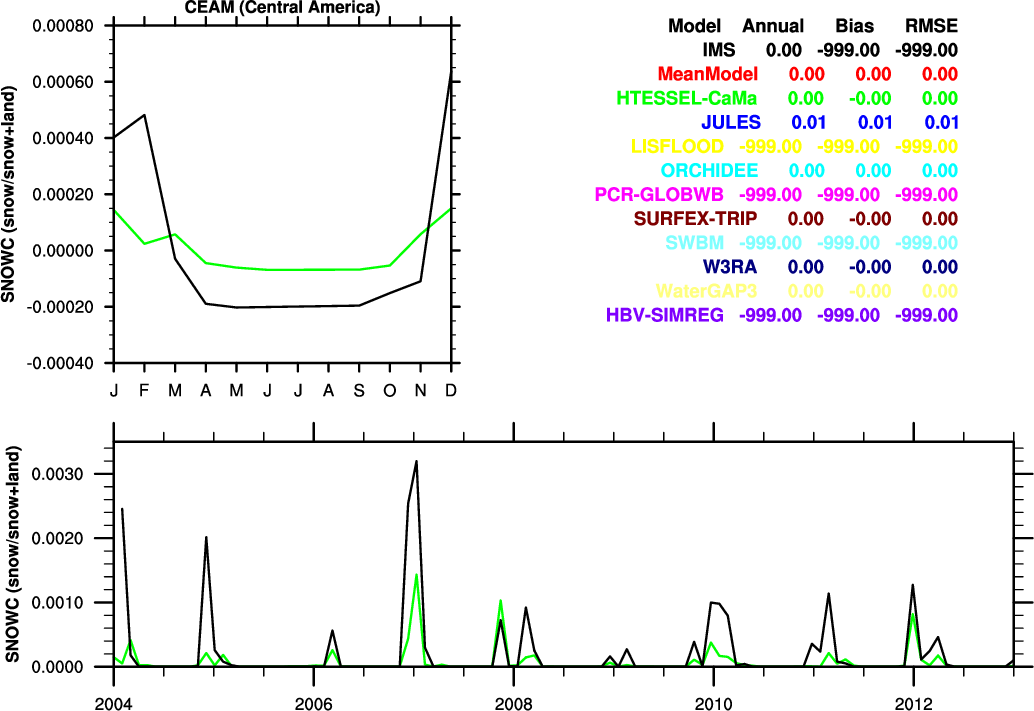 CEAM (Central America)
SNOWC (snow/snow+land)
0.00080
0.00060
0.00040
0.00020
0.00000
-0.00020
-0.00040
J F M A M J J A S O N D
Model Annual Bias RMSE
IMS 0.00 -999.00 -999.00
MeanModel 0.00 0.00 0.00
HTESSEL-CaMa 0.00 -0.00 0.00
JULES 0.01 0.01 0.01
LISFLOOD -999.00 -999.00 -999.00
ORCHIDEE 0.00 0.00 0.00
PCR-GLOBWB -999.00 -999.00 -999.00
SURFEX-TRIP 0.00 -0.00 0.00
SWBM -999.00 -999.00 -999.00
W3RA 0.00 -0.00 0.00
WaterGAP3 0.00 -0.00 0.00
HBV-SIMREG -999.00 -999.00 -999.00
SNOWC (snow/snow+land)
0.0030
0.0020
0.0010
0.0000
2004 2006 2008 2010 2012